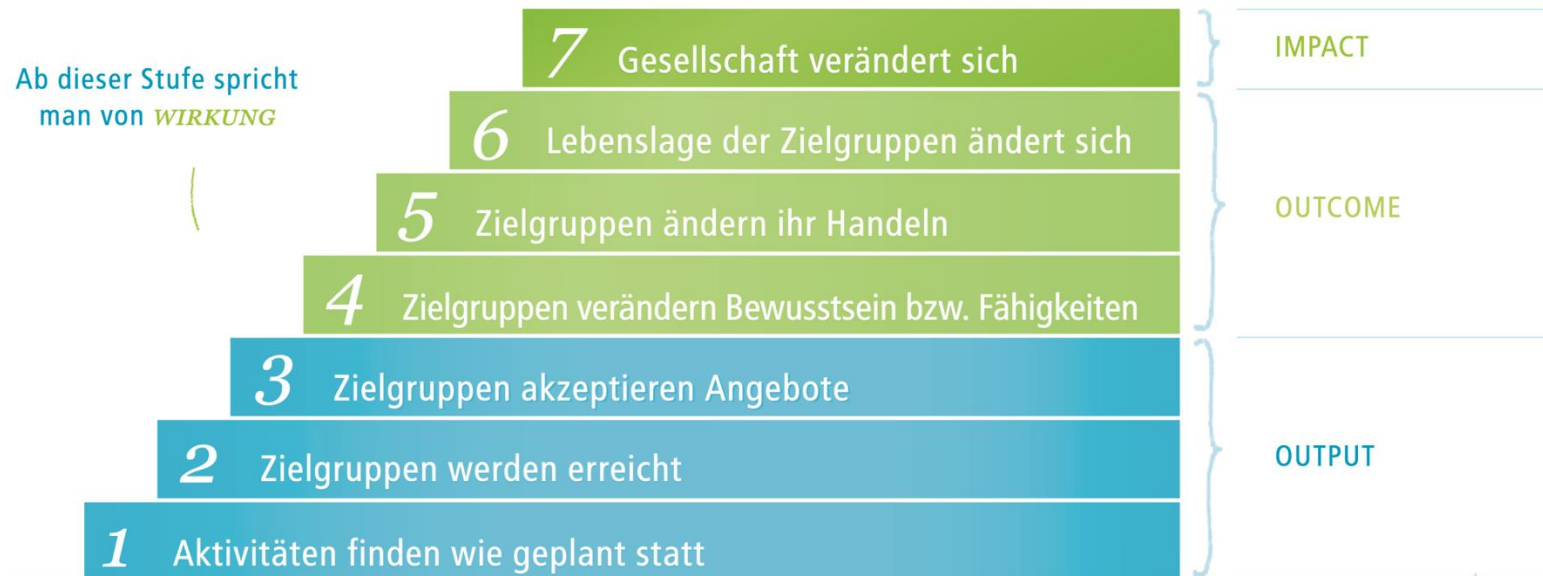 7 Gesellschaft verändert sich
IMPACT
Ab dieser Stufe spricht
man von WIRKUNG
6 Lebenslage der Zielgruppen ändert sich
5 Zielgruppen ändern ihr Handeln
OUTCOME
4 Zielgruppen verändern Bewusstsein bzw. Fähigkeiten
3 Zielgruppen akzeptieren Angebote
2 Zielgruppen werden erreicht
OUTPUT
1 Aktivitäten finden wie geplant statt